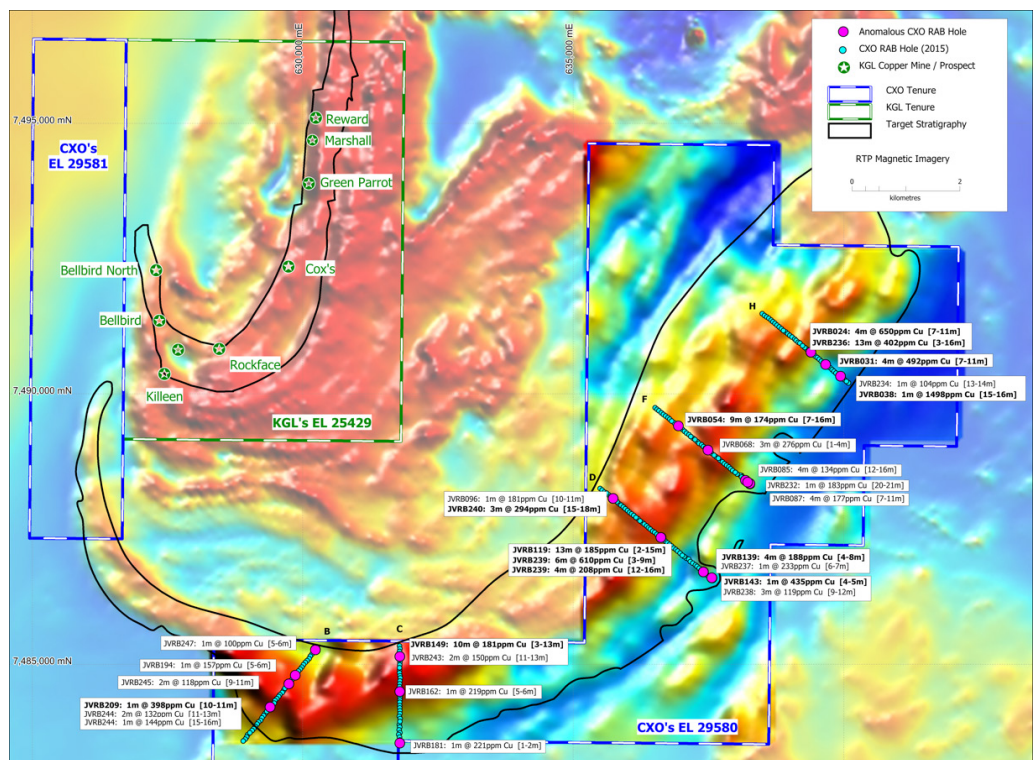 630,000 mE
635,000 mE
Anomalous CXO RAB Hole
CXO RAB Hole (2015)
KGL Copper Mine / Prospect
CXO Tenure
KGL Tenure
Target Stratigraphy
RTP Magnetic Imagery
0
2
kilometres
7,495,000 mN
CXO's
EL 29581
Reward
Marshall
Green Parrot
Bellbird North
Cox's
Bellbird
Rockface
Killeen
7,490,000 mN
KGL's EL 25429
H
JVRB024: 4m @ 650ppm Cu [7-11m]
JVRB236: 13m @ 402ppm Cu [3-16m]
JVRB031: 4m @ 492ppm Cu [7-11m]
JVRB234: 1m @ 104ppm Cu [13-14m]
JVRB038: 1m @ 1498ppm Cu [15-16m]
F
JVRB054: 9m @ 174ppm Cu [7-16m]
JVRB068: 3m @ 276ppm Cu [1-4m]
JVRB085: 4m @ 134ppm Cu [12-16m]
JVRB232: 1m @ 183ppm Cu [20-21m]
JVRB087: 4m @ 177ppm Cu [7-11m]
D
JVRB096: 1m @ 181ppm Cu [10-11m]
JVRB240: 3m @ 294ppm Cu [15-18m]
JVRB119: 13m @ 185ppm Cu [2-15m]
JVRB239: 6m @ 610ppm Cu [3-9m]
JVRB239: 4m @ 208ppm Cu [12-16m]
JVRB139: 4m @ 188ppm Cu [4-8m]
JVRB237: 1m @ 233ppm Cu [6-7m]
JVRB143: 1m @ 435ppm Cu [4-5m]
JVRB238: 3m @ 119ppm Cu [9-12m]
B
C
JVRB247: 1m @ 100ppm Cu [5-6m]
JVRB149: 10m @ 181ppm Cu [3-13m]
JVRB243: 2m @ 150ppm Cu [11-13m]
7,485,000 mN
JVRB194: 1m @ 157ppm Cu [5-6m]
JVRB245: 2m @ 118ppm Cu [9-11m]
JVRB162: 1m @ 219ppm Cu [5-6m]
JVRB209: 1m @ 398ppm Cu [10-11m]
JVRB244: 2m @ 132ppm Cu [11-13m]
JVRB244: 1m @ 144ppm Cu [15-16m]
JVRB181: 1m @ 221ppm Cu [1-2m]
CXO's EL 29580